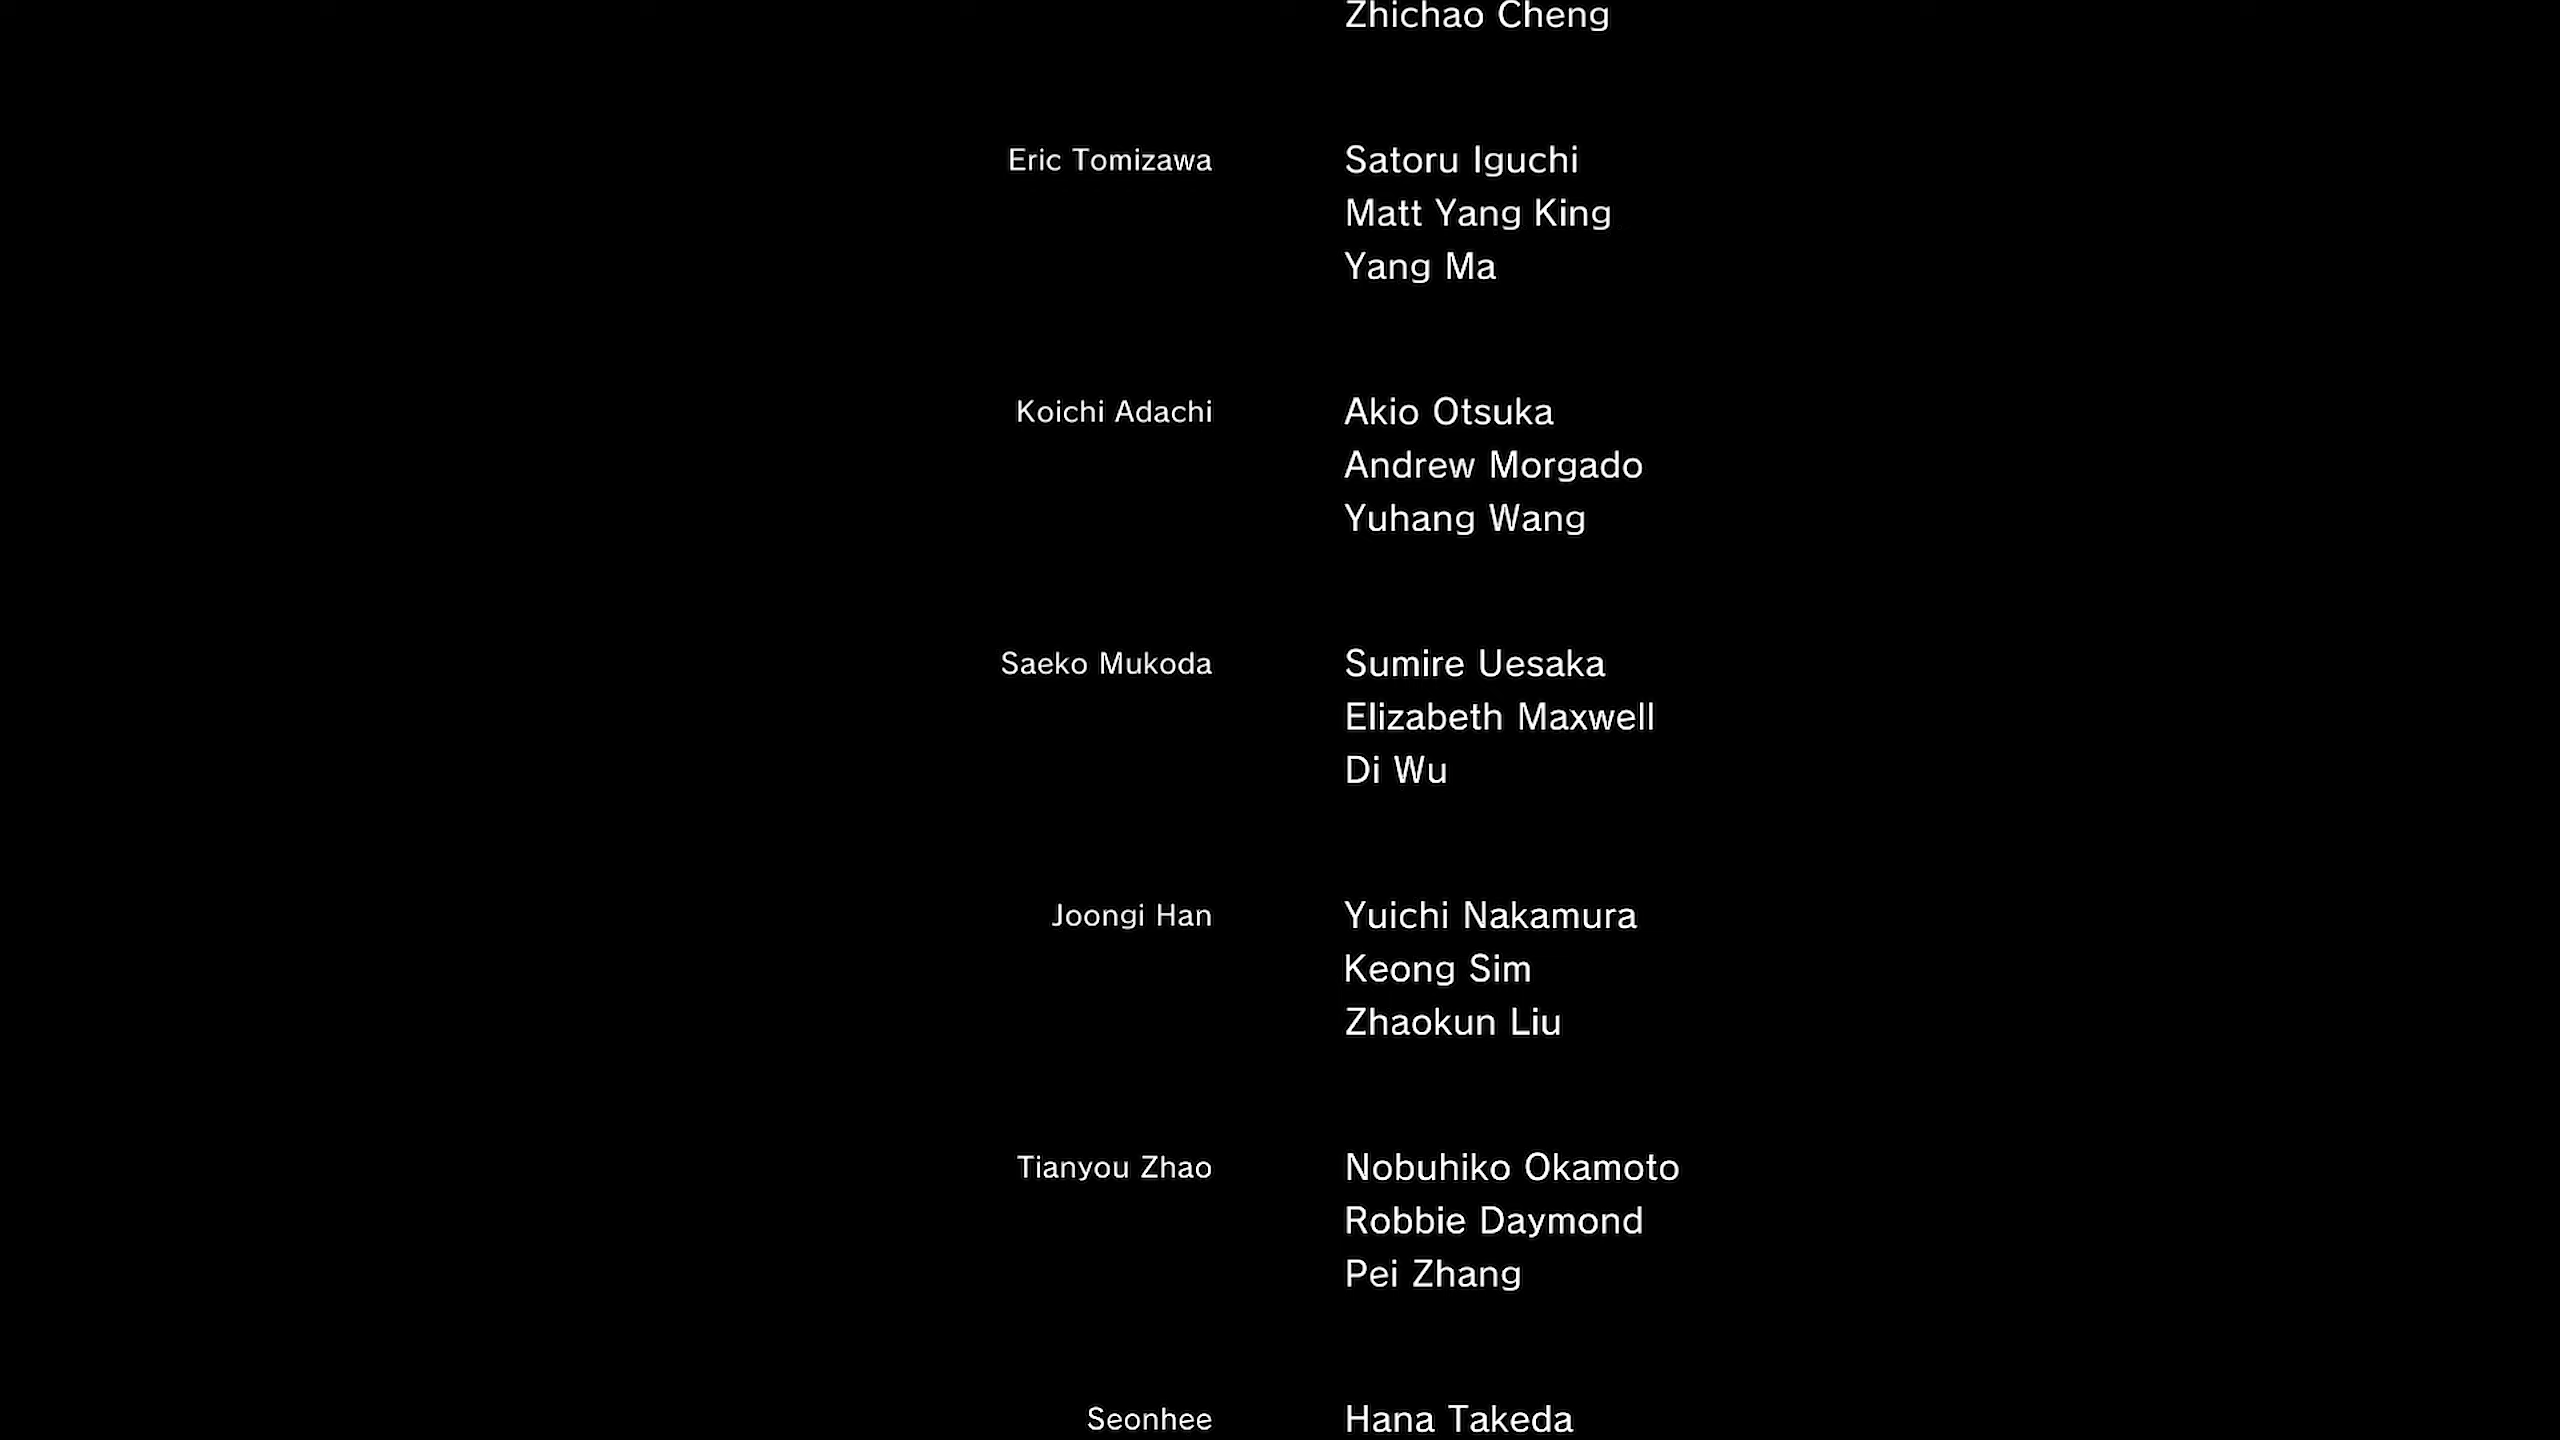 Zhichao Cheng
Eric Tomizawa Satoru Iguchi
Matt Yang King
Yang Ma
Koichi Adachi Akio Otsuka
Andrew Morgado
Yuhang Wang
Saeko Mukoda Sumire Uesaka
Elizabeth Maxwell
Di Wu
Joongi Han Yuichi Nakamura
Keong Sim
Zhaokun Liu
Tianyou Zhao Nobuhiko Okamoto
Robbie Daymond
Pei Zhang
Seonhee Hana Takeda